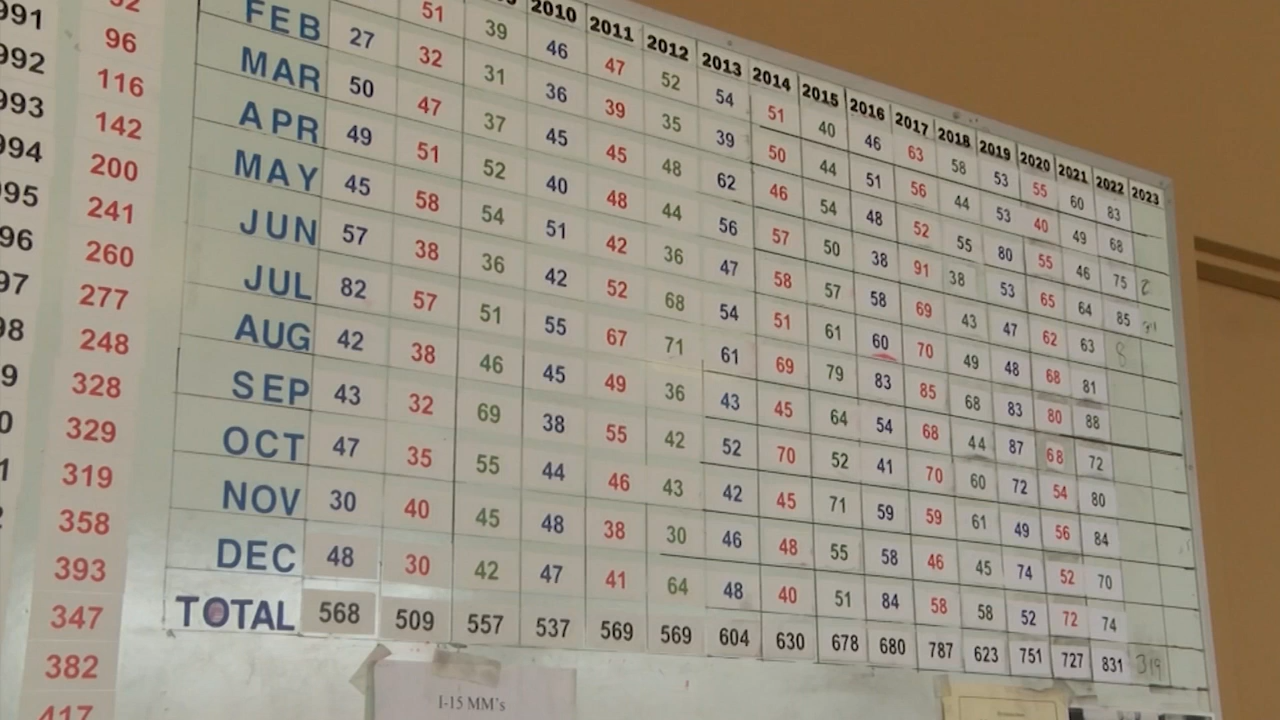 2010 2011 2012 2013 2014 2015 2016 2017 2018 2019 2020 2021 2022 2023
51 39 46 47 52 54 51 40 46 63 58 53 55 60 83
991 96 FEB 27 32 31 36 39 35 39 50 44 51 56 44 53 40 49 68
992 116 MAR 50 47 37 45 45 48 62 46 54 48 52 55 80 55 46 75
993 142 APR 49 51 52 40 48 44 56 57 50 38 91 38 53 65 64 85
994 200 MAY 45 58 54 51 42 36 47 58 57 58 69 43 47 62 63 8
995 241 JUN 57 38 36 42 52 68 54 51 61 60 70 49 48 68 81
96 260 JUL 82 57 51 55 67 71 61 69 79 83 85 68 83 80 88
97 277 AUG 42 38 46 45 49 36 43 45 64 54 68 44 87 68 72
98 248 SEP 43 32 69 38 55 42 52 70 52 41 70 60 72 54 80
9 328 OCT 47 35 55 44 46 43 42 45 71 59 59 61 49 56 84
0 329 NOV 30 40 45 48 38 30 46 48 55 58 46 45 74 52 70
1 319 DEC 48 30 42 47 41 64 48 40 51 84 58 58 52 72 74
2 358 TOTAL 568 509 557 537 569 569 604 630 678 680 787 623 751 727 831 319
393
347
382
417
I-15 MM's